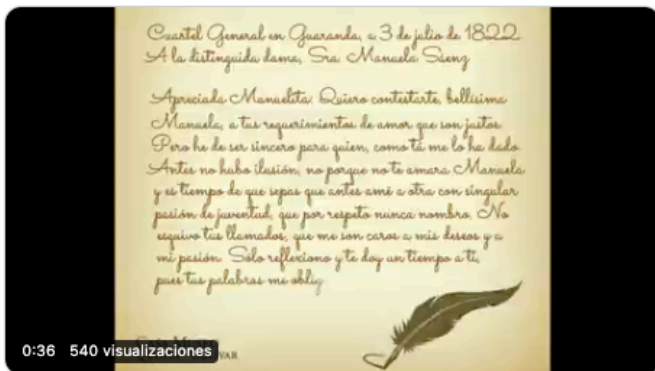 Cuartel General en Guaranda, a 3 de julio de 1822
A la distinguida dama, Sra. Manuela Sáenz
Apreciada Manuelita: Quiero contestarte, bellísima
Manuela, a tus requerimientos de amor que son justos.
Pero he de ser sincero para quien, como tú me lo ha dado.
Antes no hubo ilusión, no porque no te amara Manuela
y es tiempo de que sepas que antes amé a otra con singular
pasión de juventud, que por respeto nunca nombro. No
esquivo tus llamados, que me son caros a mis deseos y a
mi pasión. Sólo reflexiono y te doy un tiempo a ti,
pues tus palabras me oblig
0:36 540 visualizaciones